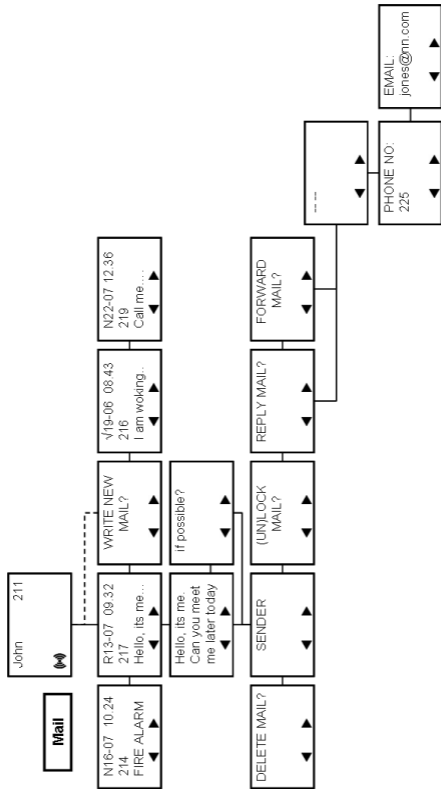 Mail
John 211
N16-07 10.24
214
FIRE ALARM
R13-07 09.32
217
Hello, its me...
WRITE NEW
MAIL?
√19-06 08.43
216
I am woking..
N22-07 12.36
219
Call me....
Hello, its me.
Can you meet
me later today
if possible?
DELETE MAIL?
SENDER
(UN)LOCK
MAIL?
REPLY MAIL?
FORWARD
MAIL?
-- --
PHONE NO:
225
EMAIL:
jones@nn.com